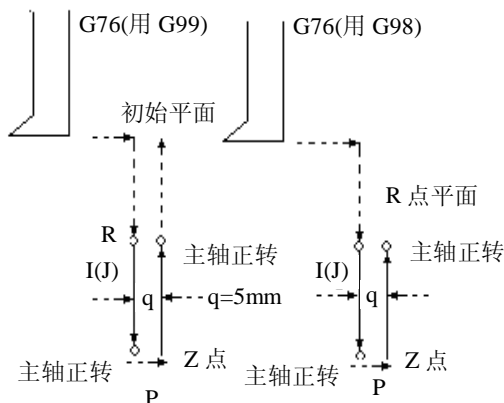 G76(用 G99)
G76(用 G98)
初始平面
R 点平面
R
主轴正转
主轴正转
I(J)
q
q=5mm
I(J)
q
Z 点
Z 点
主轴正转
主轴正转
P
P